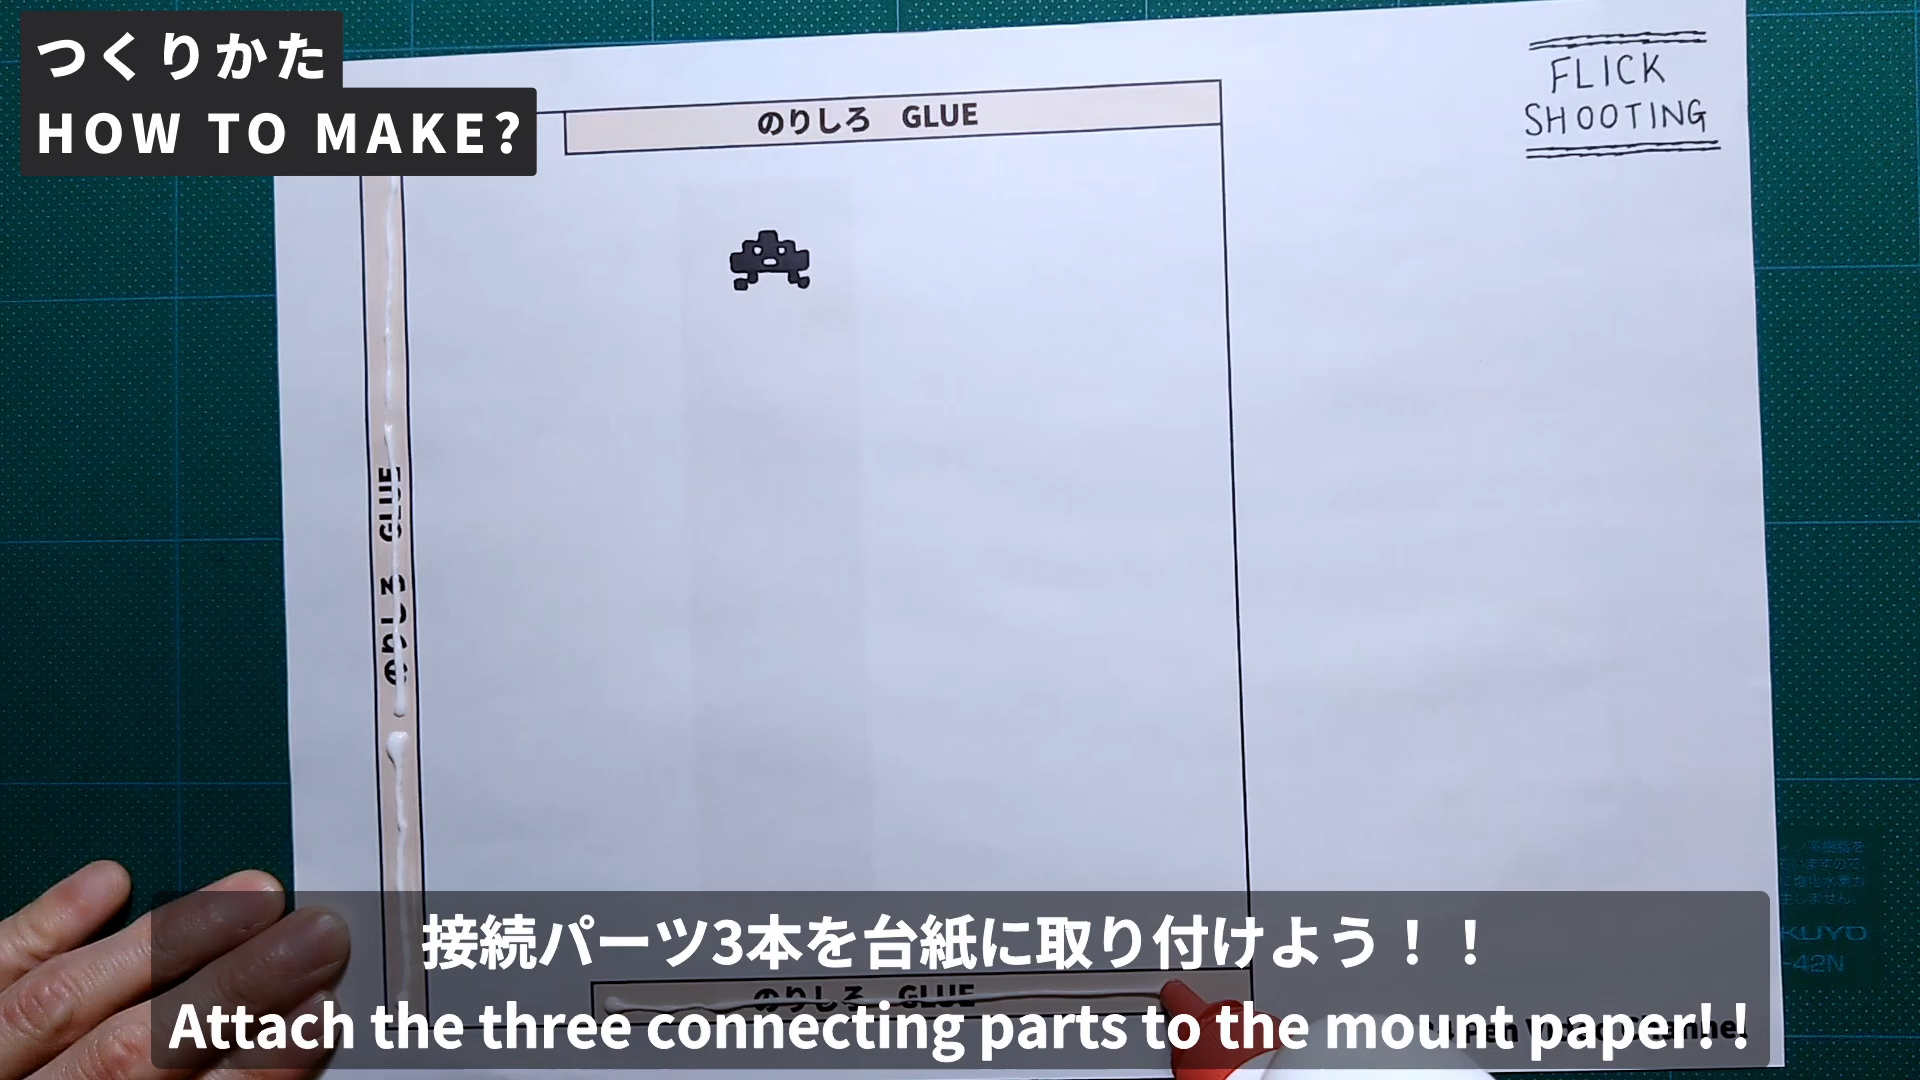 つくりかた
HOW TO MAKE?
FLICK
SHOOTING
のりしろ GLUE
のりしろ GLUE
接続パーツ3本を台紙に取り付けよう！！
のりしろ GLUE
Attach the three connecting parts to the mount paper!!
KUYO
-42N